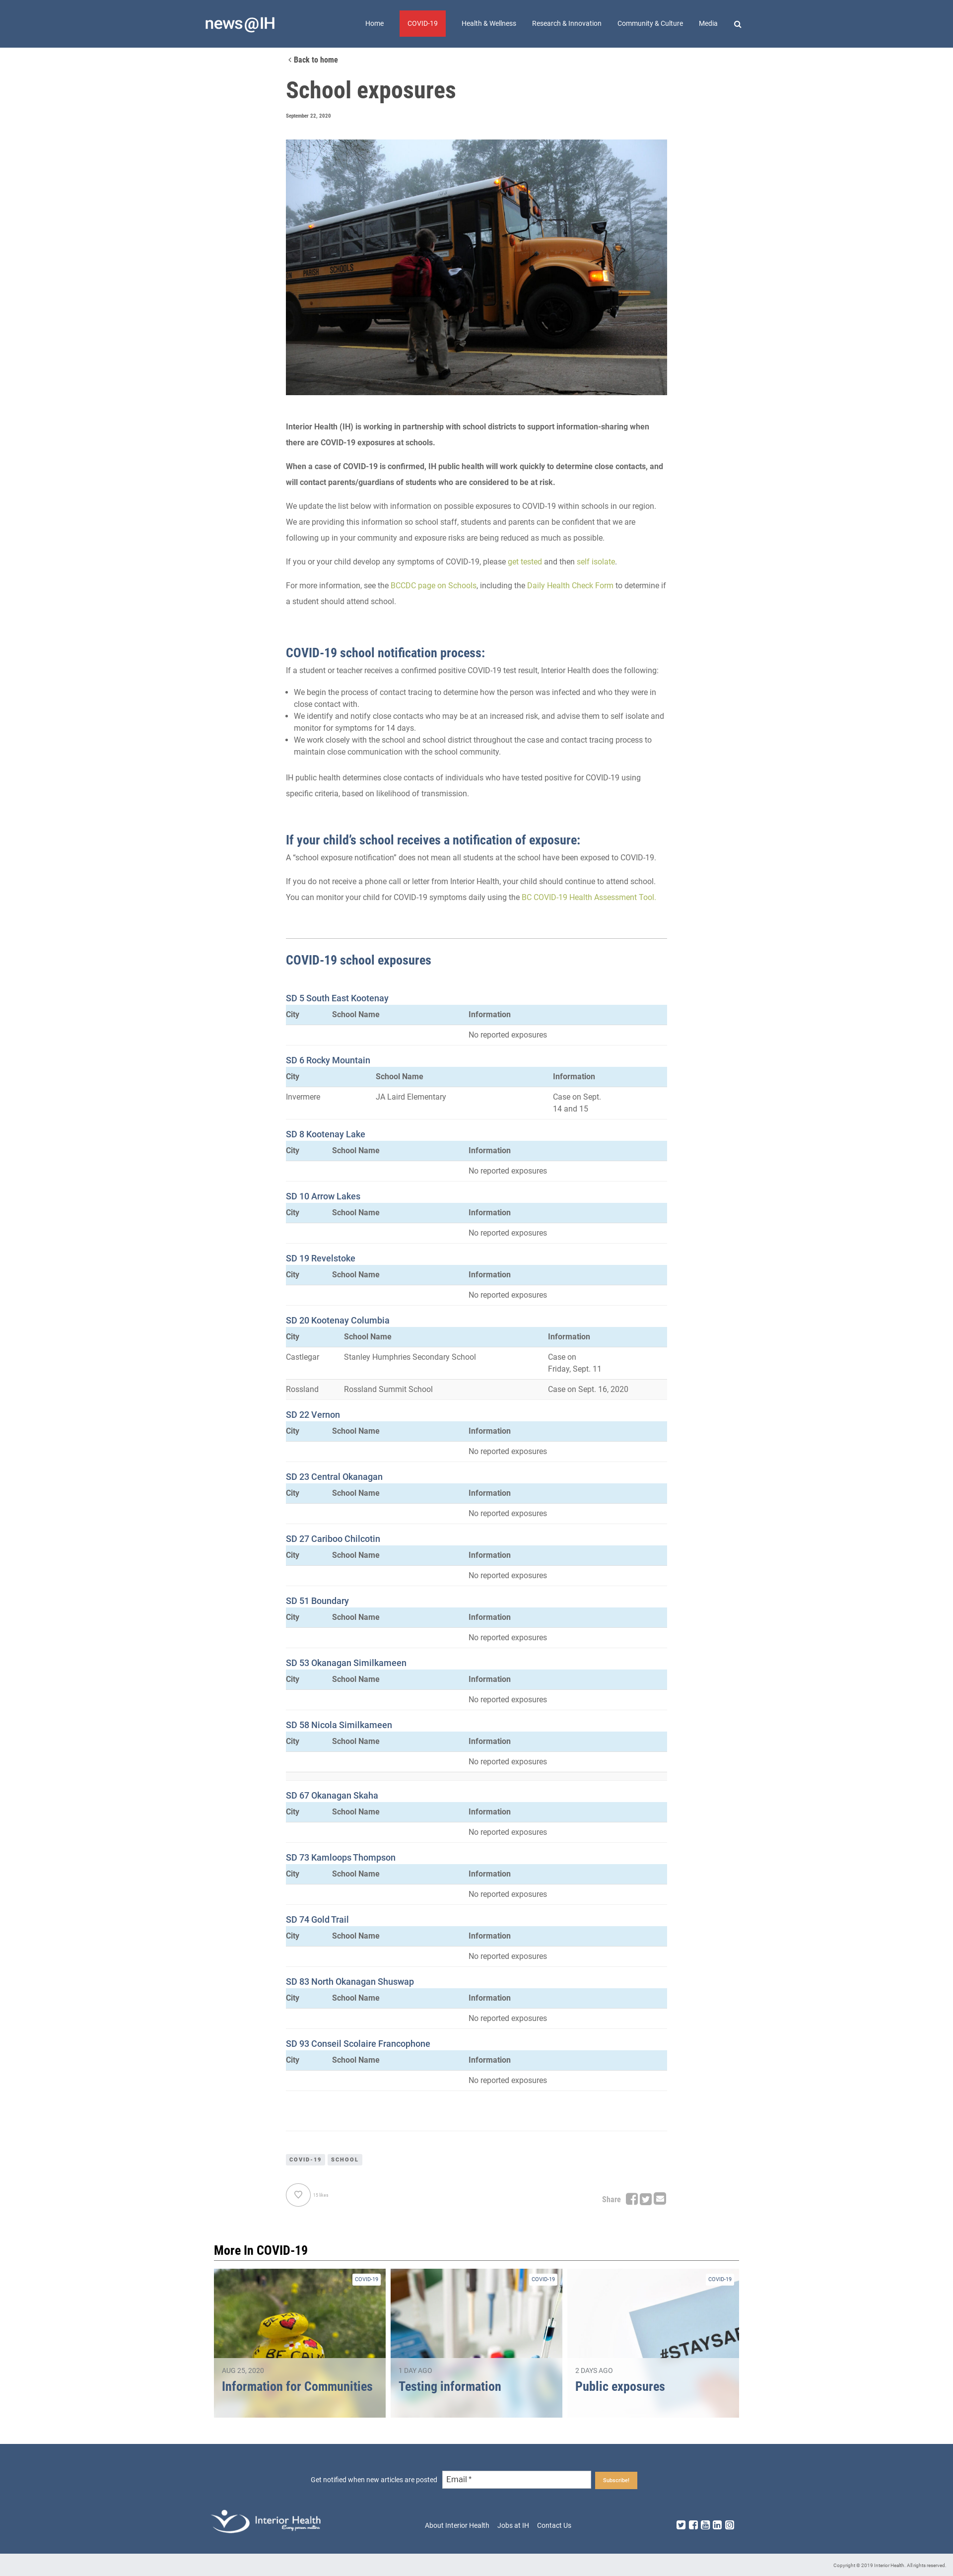 news@IH
Home
COVID-19
Health & Wellness
Research & Innovation
Community & Culture
Media
Back to home
School exposures
September 22, 2020
PARISH SCHOOLS
Interior Health (IH) is working in partnership with school districts to support information-sharing when
there are COVID-19 exposures at schools.
When a case of COVID-19 is confirmed, IH public health will work quickly to determine close contacts, and
will contact parents/guardians of students who are considered to be at risk.
We update the list below with information on possible exposures to COVID-19 within schools in our region.
We are providing this information so school staff, students and parents can be confident that we are
following up in your community and exposure risks are being reduced as much as possible.
If you or your child develop any symptoms of COVID-19, please get tested and then self isolate.
For more information, see the BCCDC page on Schools, including the Daily Health Check Form to determine if
a student should attend school.
COVID-19 school notification process:
If a student or teacher receives a confirmed positive COVID-19 test result, Interior Health does the following:
• We begin the process of contact tracing to determine how the person was infected and who they were in
close contact with.
• We identify and notify close contacts who may be at an increased risk, and advise them to self isolate and
monitor for symptoms for 14 days.
• We work closely with the school and school district throughout the case and contact tracing process to
maintain close communication with the school community.
IH public health determines close contacts of individuals who have tested positive for COVID-19 using
specific criteria, based on likelihood of transmission.
If your child’s school receives a notification of exposure:
A “school exposure notification” does not mean all students at the school have been exposed to COVID-19.
If you do not receive a phone call or letter from Interior Health, your child should continue to attend school.
You can monitor your child for COVID-19 symptoms daily using the BC COVID-19 Health Assessment Tool.
COVID-19 school exposures
SD 5 South East Kootenay
City School Name Information
No reported exposures
SD 6 Rocky Mountain
City School Name Information
Invermere JA Laird Elementary Case on Sept.
14 and 15
SD 8 Kootenay Lake
City School Name Information
No reported exposures
SD 10 Arrow Lakes
City School Name Information
No reported exposures
SD 19 Revelstoke
City School Name Information
No reported exposures
SD 20 Kootenay Columbia
City School Name Information
Castlegar Stanley Humphries Secondary School Case on
Friday, Sept. 11
Rossland Rossland Summit School Case on Sept. 16, 2020
SD 22 Vernon
City School Name Information
No reported exposures
SD 23 Central Okanagan
City School Name Information
No reported exposures
SD 27 Cariboo Chilcotin
City School Name Information
No reported exposures
SD 51 Boundary
City School Name Information
No reported exposures
SD 53 Okanagan Similkameen
City School Name Information
No reported exposures
SD 58 Nicola Similkameen
City School Name Information
No reported exposures
SD 67 Okanagan Skaha
City School Name Information
No reported exposures
SD 73 Kamloops Thompson
City School Name Information
No reported exposures
SD 74 Gold Trail
City School Name Information
No reported exposures
SD 83 North Okanagan Shuswap
City School Name Information
No reported exposures
SD 93 Conseil Scolaire Francophone
City School Name Information
No reported exposures
COVID-19 SCHOOL
Share
More In COVID-19
COVID-19
BE CALM
AUG 25, 2020
Information for Communities
COVID-19
1 DAY AGO
Testing information
COVID-19
#STAYSAF
2 DAYS AGO
Public exposures
Get notified when new articles are posted
Email *
Subscribe!
Interior Health
Every person matters
About Interior Health
Jobs at IH
Contact Us
Copyright © 2019 Interior Health. All rights reserved.